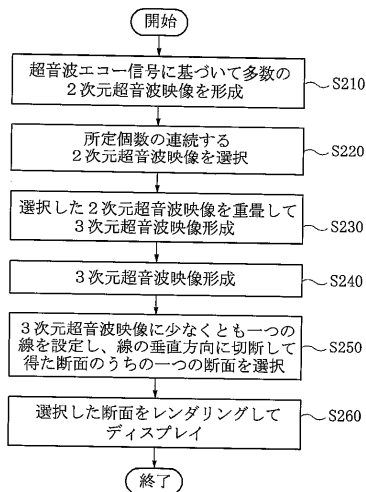 開始
超音波エコー信号に基づいて多数の
2次元超音波映像を形成
S210
所定個数の連続する
2次元超音波映像を選択
S220
選択した2次元超音波映像を重畳して
3次元超音波映像形成
S230
3次元超音波映像形成
S240
3次元超音波映像に少なくとも一つの
線を設定し、線の垂直方向に切断して
得た断面のうちの一つの断面を選択
S250
選択した断面をレンダリングして
ディスプレイ
S260
終了